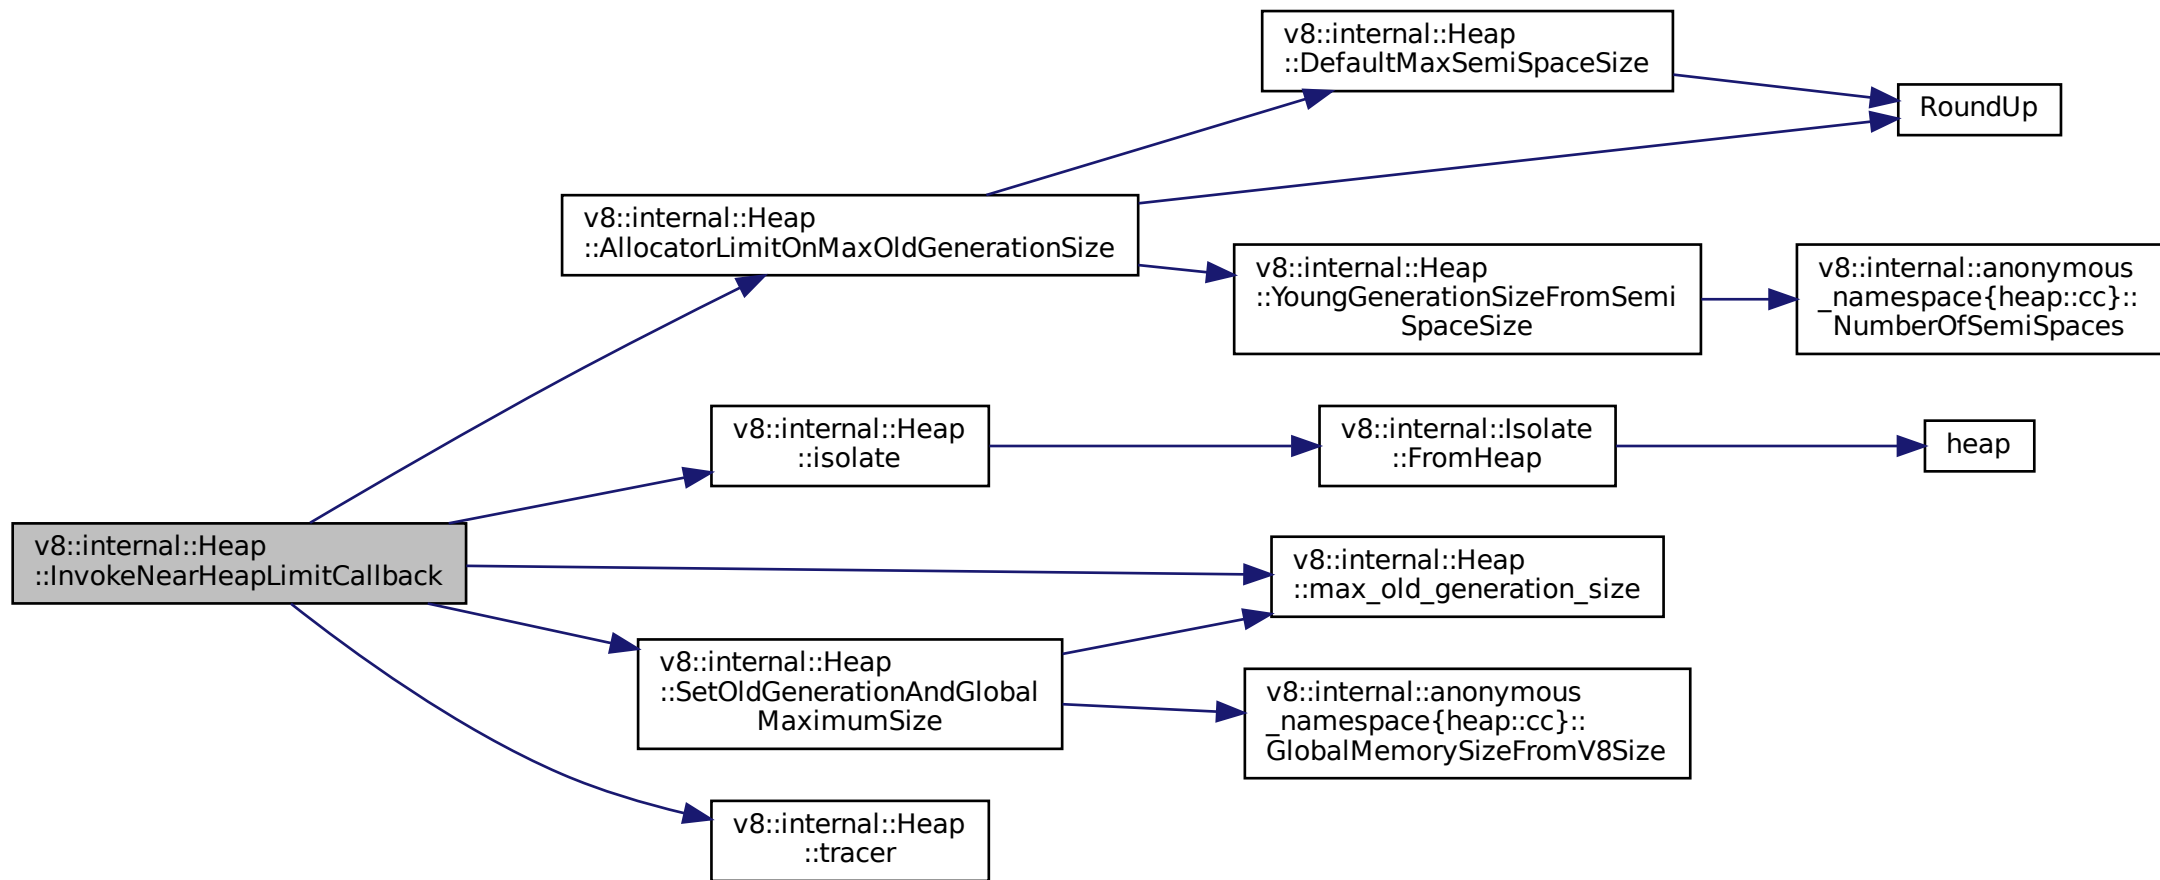 v8::internal::Heap
::DefaultMaxSemiSpaceSize
RoundUp
v8::internal::Heap
::AllocatorLimitOnMaxOldGenerationSize
v8::internal::Heap
::YoungGenerationSizeFromSemi
SpaceSize
v8::internal::anonymous
_namespace{heap::cc}::
NumberOfSemiSpaces
v8::internal::Heap
::isolate
v8::internal::Isolate
::FromHeap
heap
v8::internal::Heap
::InvokeNearHeapLimitCallback
v8::internal::Heap
::max_old_generation_size
v8::internal::Heap
::SetOldGenerationAndGlobal
MaximumSize
v8::internal::anonymous
_namespace{heap::cc}::
GlobalMemorySizeFromV8Size
v8::internal::Heap
::tracer